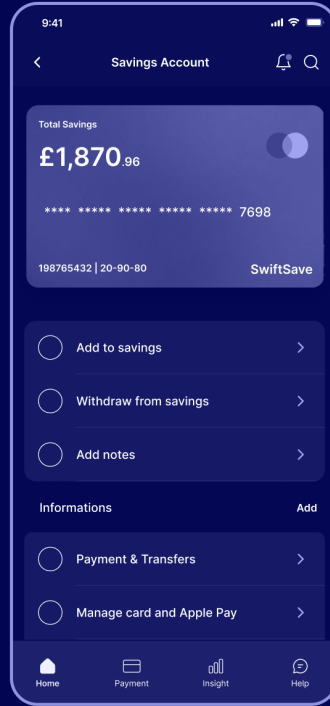 9:41
Savings Account
Total Savings
£1,870.96
**** ***** ***** ***** ***** 7698
198765432 | 20-90-80 SwiftSave
Add to savings
Withdraw from savings
Add notes
Informations Add
Payment & Transfers
Manage card and Apple Pay
Home Payment Insight Help